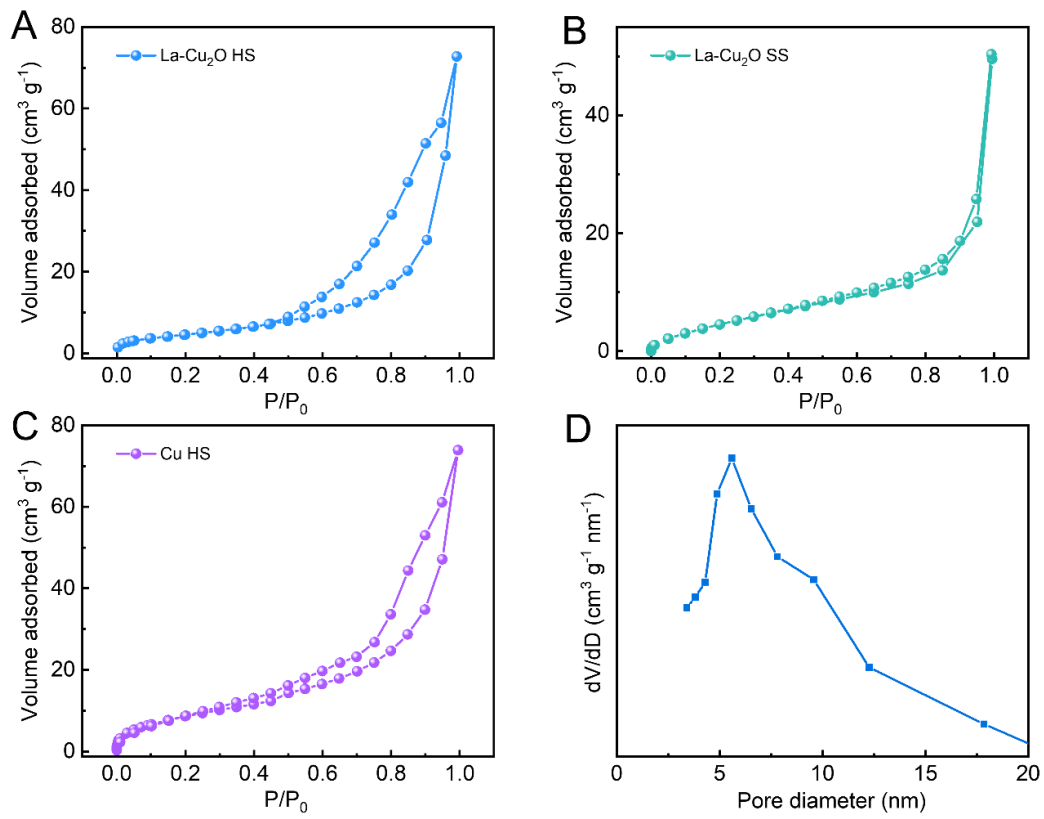 A
La-Cu₂O HS
Volume adsorbed (cm³ g⁻¹)
80
60
40
20
0
0.0 0.2 0.4 0.6 0.8 1.0
P/P₀
B
La-Cu₂O SS
Volume adsorbed (cm³ g⁻¹)
40
20
0
0.0 0.2 0.4 0.6 0.8 1.0
P/P₀
C
Cu HS
Volume adsorbed (cm³ g⁻¹)
80
60
40
20
0
0.0 0.2 0.4 0.6 0.8 1.0
P/P₀
D
dV/dD (cm³ g⁻¹ nm⁻¹)
0 5 10 15 20
Pore diameter (nm)